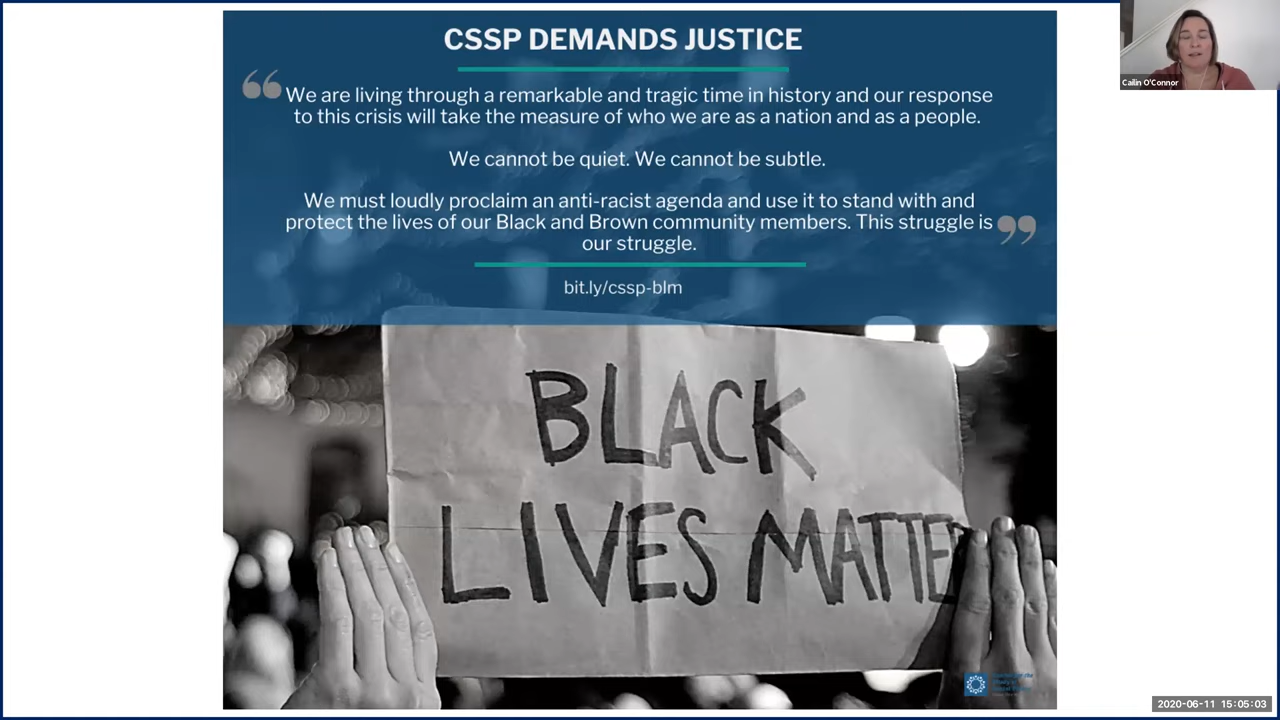 CSSP DEMANDS JUSTICE
“ We are living through a remarkable and tragic time in history and our response
to this crisis will take the measure of who we are as a nation and as a people.
We cannot be quiet. We cannot be subtle.
We must loudly proclaim an anti-racist agenda and use it to stand with and
protect the lives of our Black and Brown community members. This struggle is
our struggle. ”
bit.ly/cssp-blm
BLACK
LIVES MATTE
Cailin O'Connor
2020-06-11 15:05:03